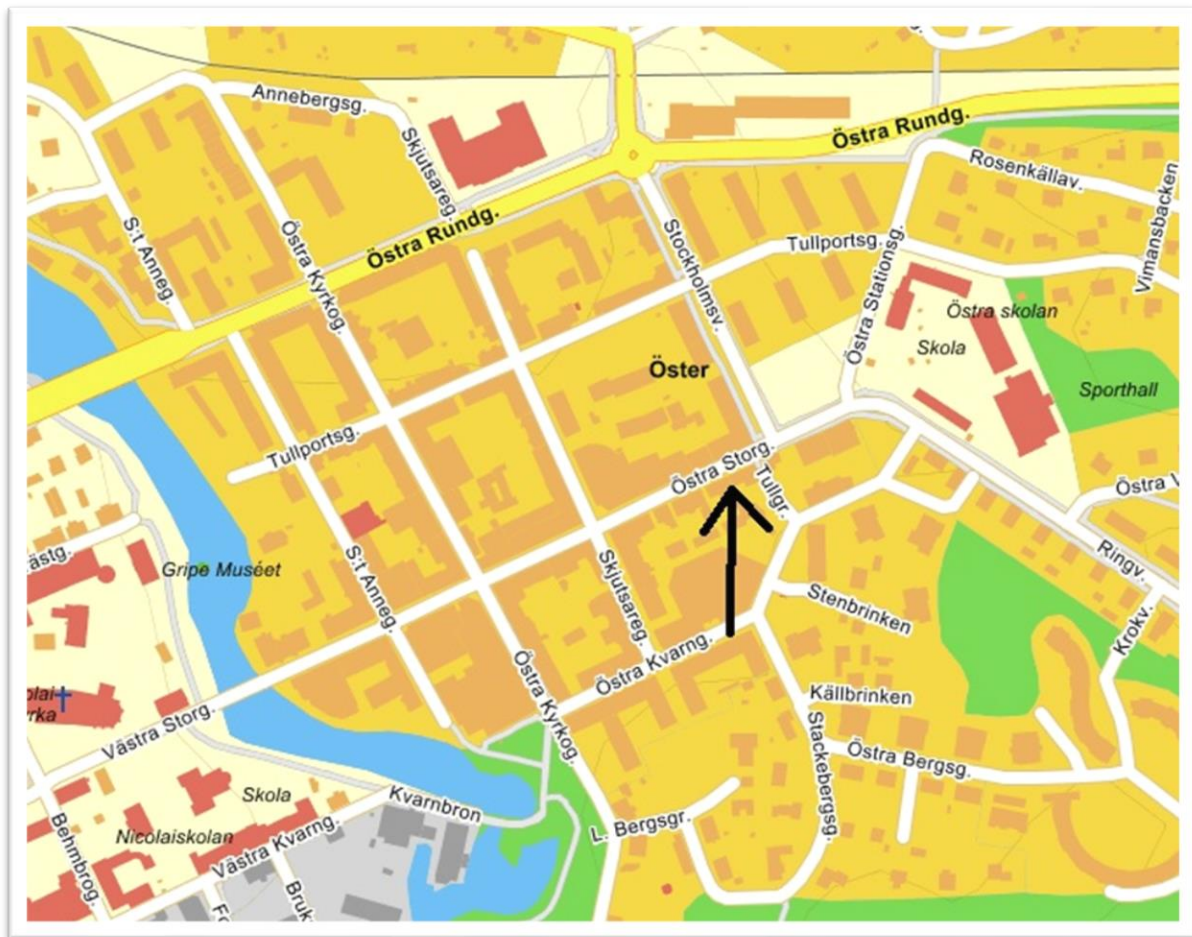 Annebergsg.
Skjutsareg.
Östra Rundg.
Rosenkällav.
Vimansbacken
S:t Anneg.
Östra Kyrkog.
Östra Rundg.
Stockholmsv.
Tullportsg.
Östra Stationsg.
Östra skolan
Skola
Öster
Sporthall
Tullportsg.
Östra Storg.
Tullgr.
Östra V
Gripe Muséet
S:t Anneg.
Skjutsareg.
Ringv.
Stenbrinken
Krokv.
Östra Kvarng.
Östra Kyrkog.
Källbrinken
Västra Storg.
Stackebergsg.
Östra Bergsg.
Skola
Kvarnbron
L. Bergsgr.
Nicolaiskolan
Västra Kvarng.
Behmbrog.